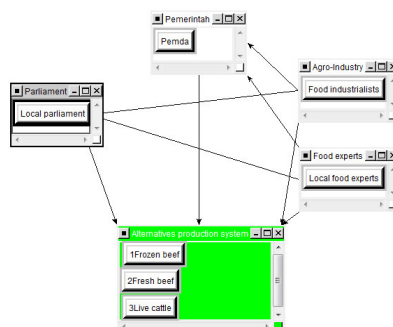 Pemerintah
Pemda
Agro-Industry
Food industrialists
Parliament
Local parliament
Food experts
Local food experts
Alternatives production system
1Frozen beef
2Fresh beef
3Live cattle